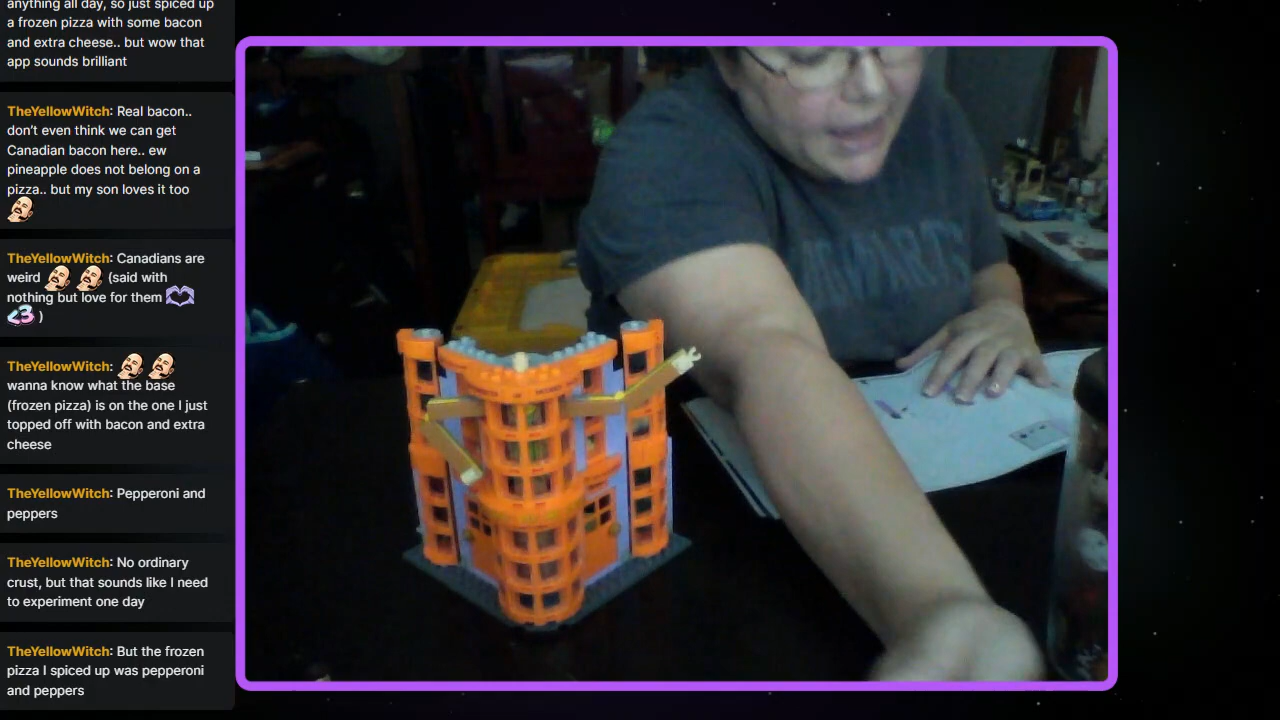 anything all day, so just spiced up
a frozen pizza with some bacon
and extra cheese.. but wow that
app sounds brilliant
TheYellowWitch: Real bacon..
don't even think we can get
Canadian bacon here.. ew
pineapple does not belong on a
pizza.. but my son loves it too
TheYellowWitch: Canadians are
weird (said with
nothing but love for them
<3 )
TheYellowWitch:
wanna know what the base
(frozen pizza) is on the one I just
topped off with bacon and extra
cheese
TheYellowWitch: Pepperoni and
peppers
TheYellowWitch: No ordinary
crust, but that sounds like I need
to experiment one day
TheYellowWitch: But the frozen
pizza I spiced up was pepperoni
and peppers